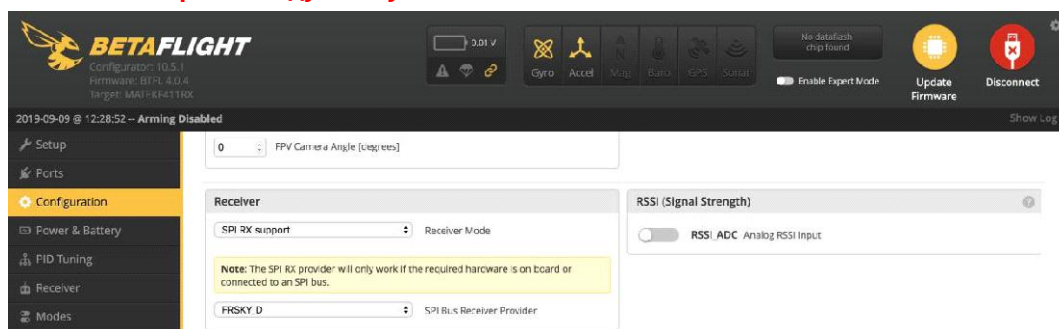 BETAFLIGHT
Configurator: 10.5.1
Firmware: BTFL 4.0.4
Target: MATEKF411RX
0.01 V
Gyro Accel Mag Baro GPS Sonar
No dataflash
chip found
Enable Expert Mode
Update
Firmware
Disconnect
2019-09-09 @ 12:28:52 -- Arming Disabled
Show Log
Setup
0 FPV Camera Angle [degrees]
Ports
Configuration
Receiver
RSSI (Signal Strength)
Power & Battery
SPI RX support Receiver Mode
RSSI_ADC Analog RSSI Input
PID Tuning
Note: The SPI RX provider will only work if the required hardware is on board or
connected to an SPI bus.
Receiver
FRSKY_D SPI Bus Receiver Provider
Modes